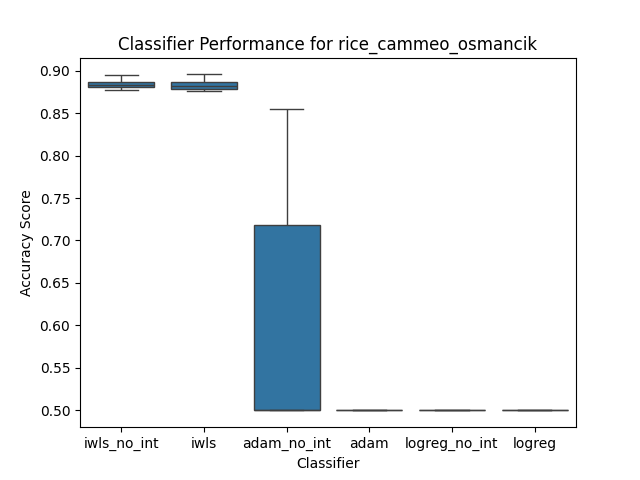 Classifier Performance for rice_cammeo_osmancik
Accuracy Score
0.90
0.85
0.80
0.75
0.70
0.65
0.60
0.55
0.50
iwls_no_int iwls adam_no_int adam logreg_no_int logreg
Classifier